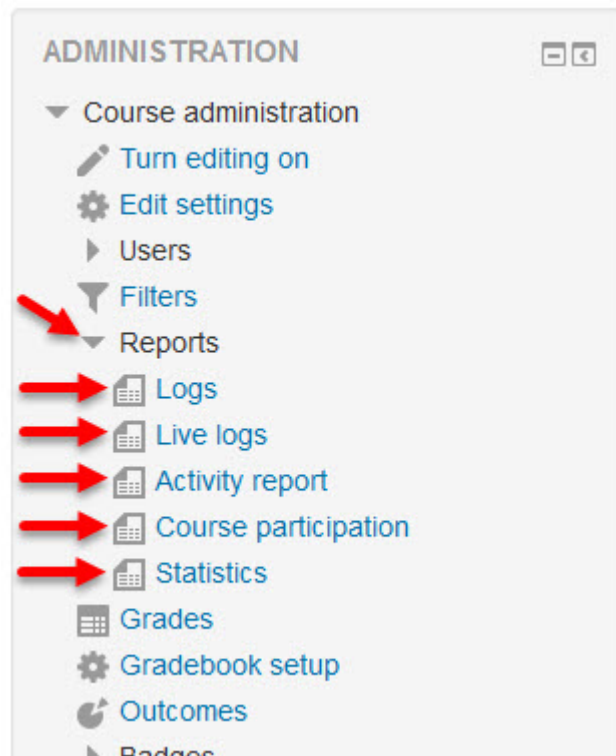 ADMINISTRATION
Course administration
Turn editing on
Edit settings
Users
Filters
Reports
Logs
Live logs
Activity report
Course participation
Statistics
Grades
Gradebook setup
Outcomes
Badges